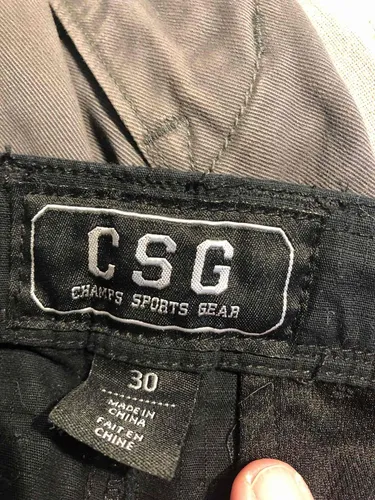 CSG
CHAMPS SPORTS GEAR
30
MADE IN
CHINA
FAIT EN
CHINE